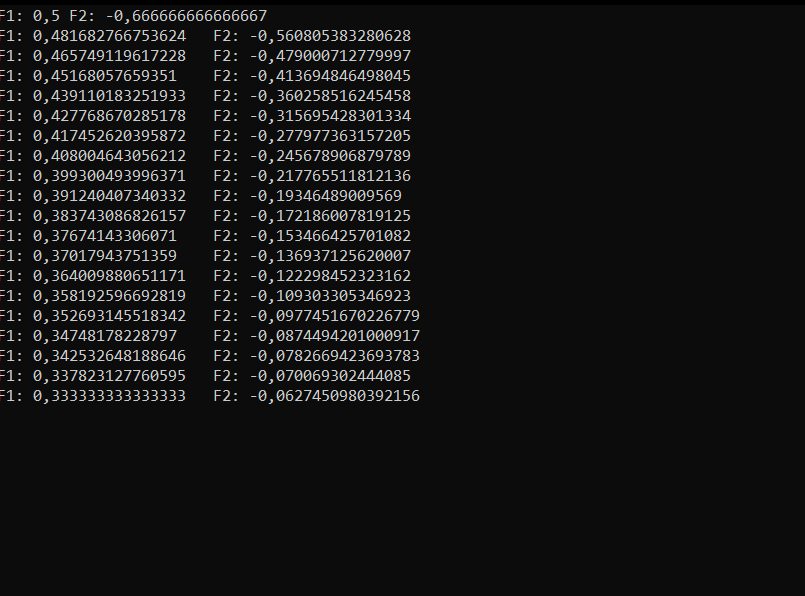 F1: 0,5 F2: -0,666666666666667
F1: 0,481682766753624   F2: -0,560805383280628
F1: 0,465749119617228   F2: -0,479000712779997
F1: 0,45168057659351    F2: -0,413694846498045
F1: 0,439110183251933   F2: -0,360258516245458
F1: 0,427768670285178   F2: -0,315695428301334
F1: 0,417452620395872   F2: -0,277977363157205
F1: 0,408004643056212   F2: -0,245678906879789
F1: 0,399300493996371   F2: -0,217765511812136
F1: 0,391240407340332   F2: -0,19346489009569
F1: 0,383743086826157   F2: -0,172186007819125
F1: 0,37674143306071    F2: -0,153466425701082
F1: 0,37017943751359    F2: -0,136937125620007
F1: 0,364009880651171   F2: -0,122298452323162
F1: 0,358192596692819   F2: -0,109303305346923
F1: 0,352693145518342   F2: -0,0977451670226779
F1: 0,34748178228797    F2: -0,0874494201000917
F1: 0,342532648188646   F2: -0,0782669423693783
F1: 0,337823127760595   F2: -0,070069302444085
F1: 0,333333333333333   F2: -0,0627450980392156